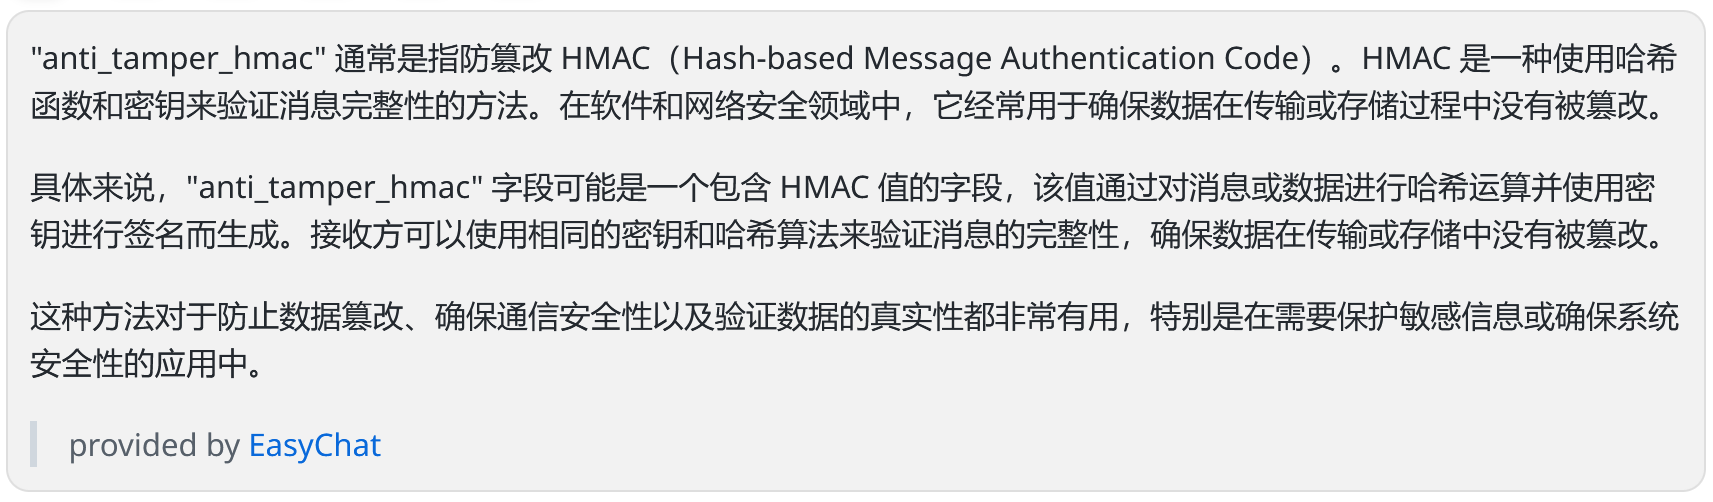 "anti_tamper_hmac" 通常是指防篡改 HMAC（Hash-based Message Authentication Code）。HMAC 是一种使用哈希
函数和密钥来验证消息完整性的方法。在软件和网络安全领域中，它经常用于确保数据在传输或存储过程中没有被篡改。
具体来说，"anti_tamper_hmac" 字段可能是一个包含 HMAC 值的字段，该值通过对消息或数据进行哈希运算并使用密
钥进行签名而生成。接收方可以使用相同的密钥和哈希算法来验证消息的完整性，确保数据在传输或存储中没有被篡改。
这种方法对于防止数据篡改、确保通信安全性以及验证数据的真实性都非常有用，特别是在需要保护敏感信息或确保系统
安全性的应用中。
provided by EasyChat